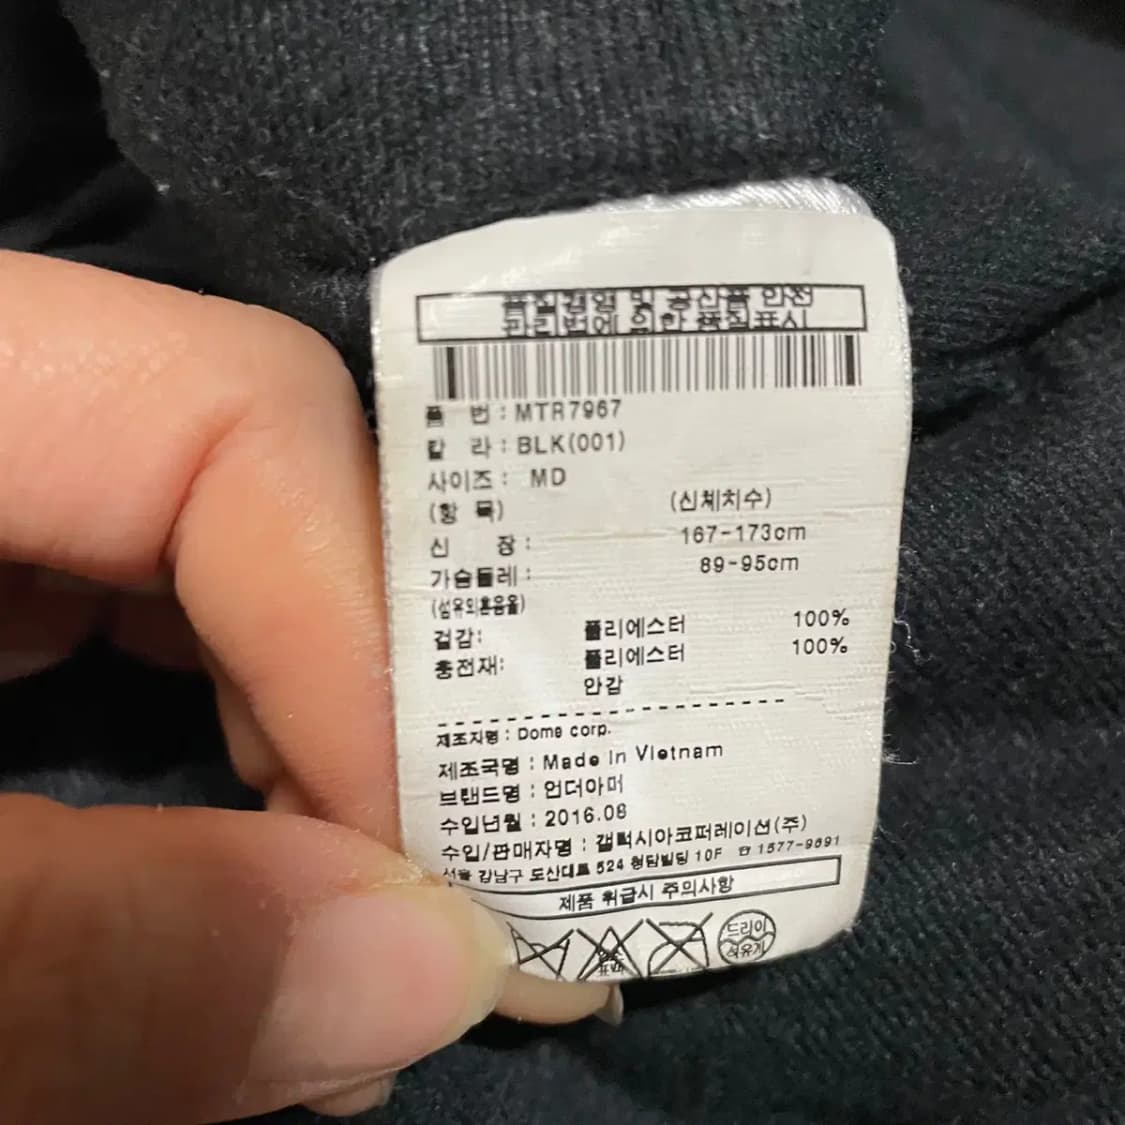 품질경영 및 공산품 안전
관리법에 의한 품질표시
품 번 : MTR7967
칼 라 : BLK(001)
사이즈 : MD
(항 목) (신체치수)
신 장 : 167-173cm
가슴둘레 : 89-95cm
(섬유의혼용율)
겉감: 폴리에스터 100%
충전재: 폴리에스터 100%
안감
제조자명 : Dome corp.
제조국명 : Made In Vietnam
브랜드명 : 언더아머
수입년월 : 2016.08
수입/판매자명 : 갤럭시아코퍼레이션(주)
서울 강남구 도산대로 524 청담빌딩 10F ☎ 1577-9691
제품 취급시 주의사항
드라이
석유계